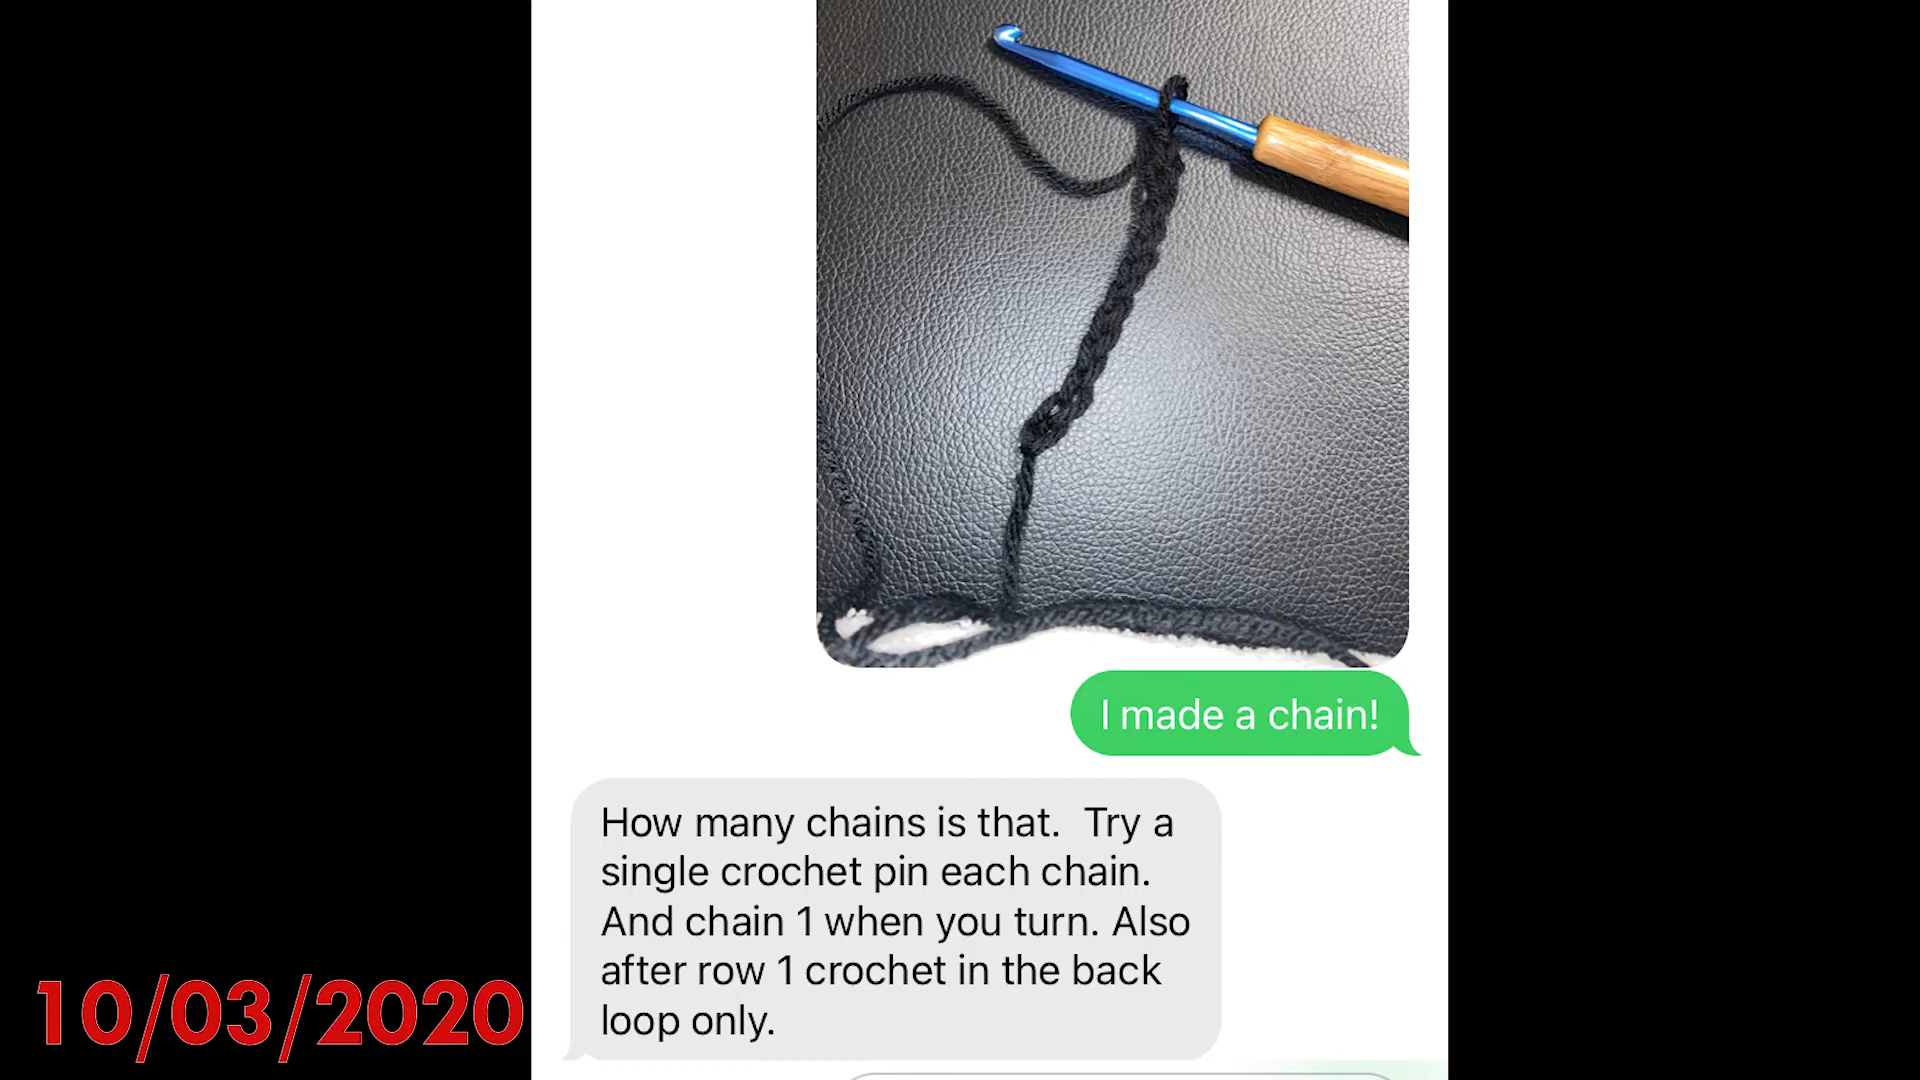 I made a chain!
How many chains is that.  Try a
single crochet pin each chain.
And chain 1 when you turn. Also
after row 1 crochet in the back
loop only.
10/03/2020